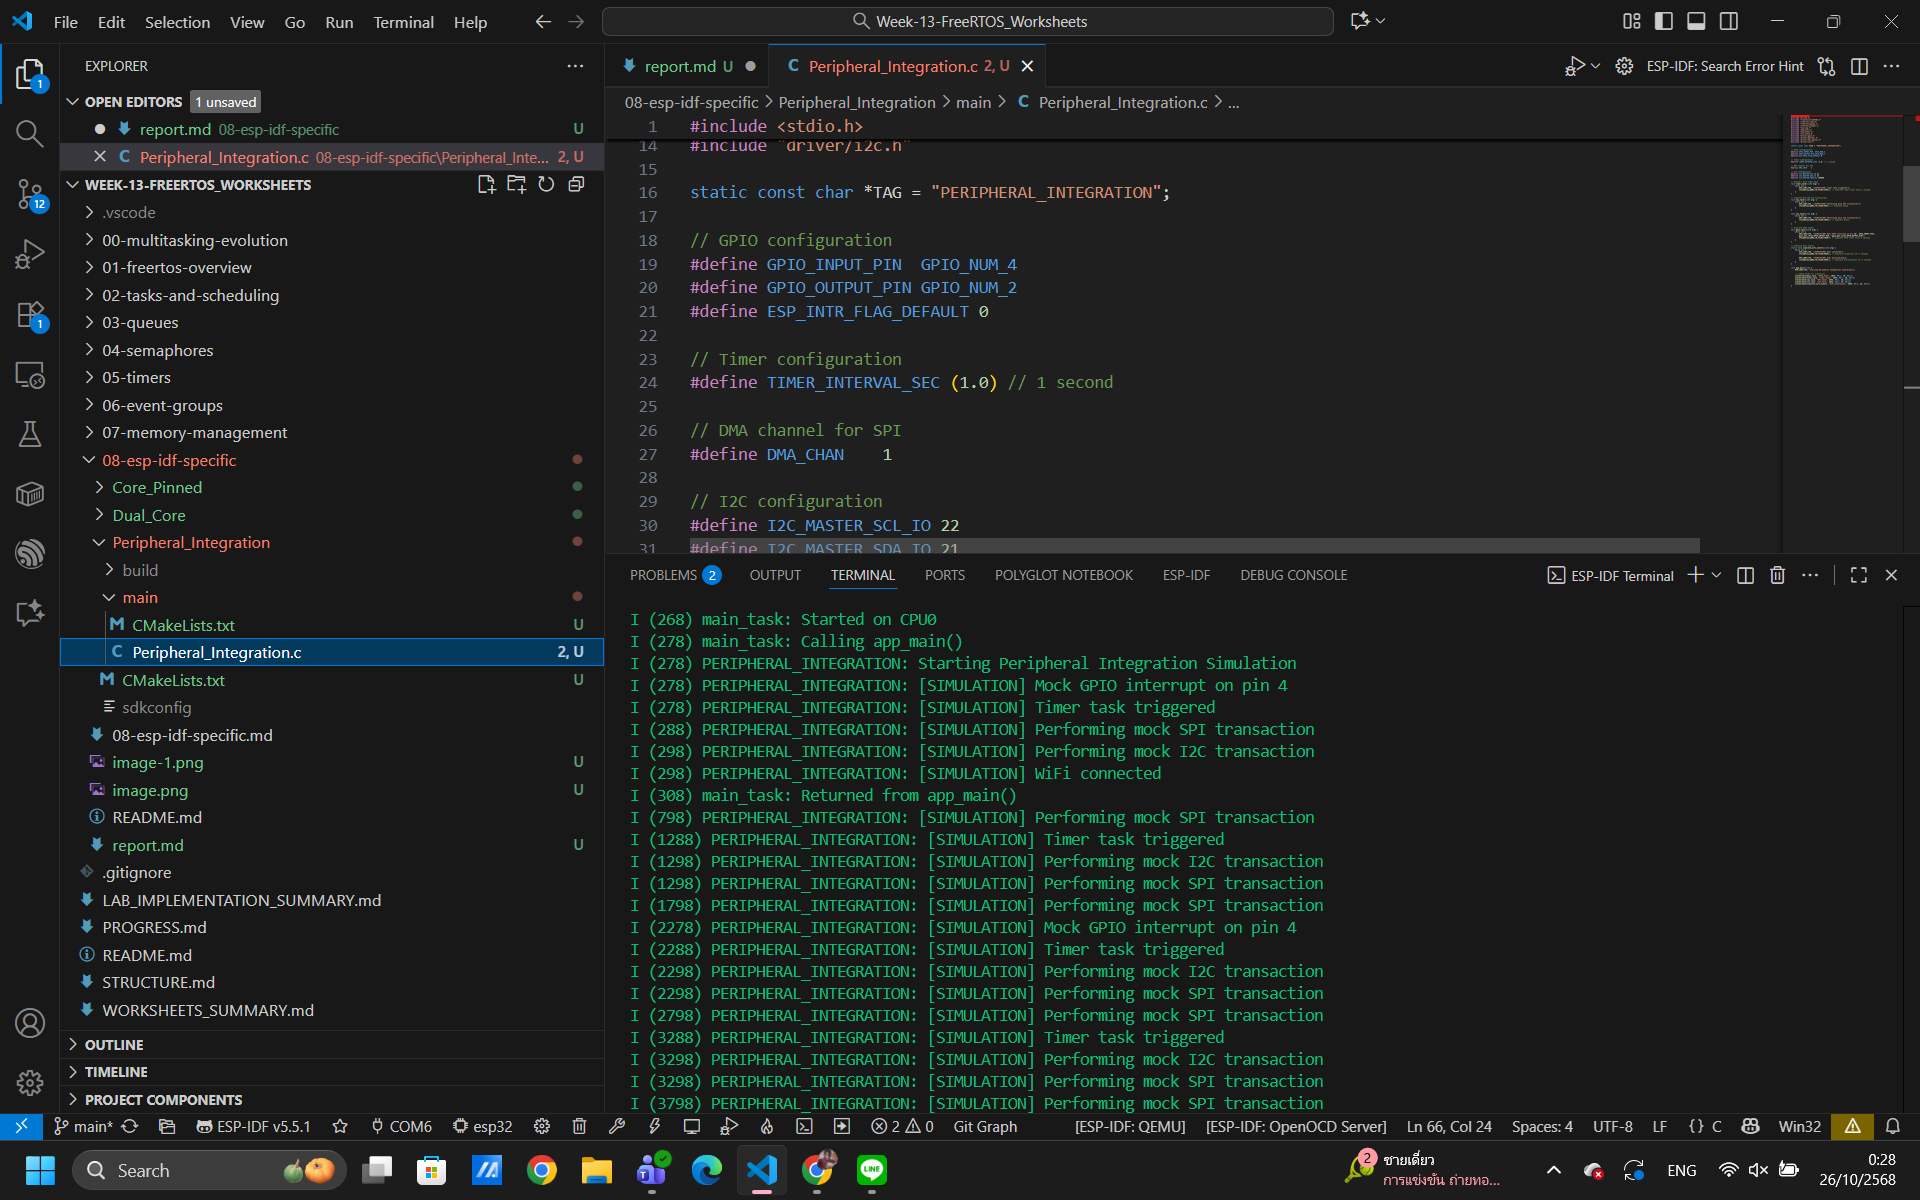 File Edit Selection View Go Run Terminal Help
Week-13-FreeRTOS_Worksheets
EXPLORER
OPEN EDITORS 1 unsaved
report.md 08-esp-idf-specific U
Peripheral_Integration.c 08-esp-idf-specific\Peripheral_Inte... 2, U
WEEK-13-FREERTOS_WORKSHEETS
.vscode
00-multitasking-evolution
01-freertos-overview
02-tasks-and-scheduling
03-queues
04-semaphores
05-timers
06-event-groups
07-memory-management
08-esp-idf-specific
Core_Pinned
Dual_Core
Peripheral_Integration
build
main
CMakeLists.txt U
Peripheral_Integration.c 2, U
CMakeLists.txt U
sdkconfig
08-esp-idf-specific.md
image-1.png U
image.png U
README.md
report.md U
.gitignore
LAB_IMPLEMENTATION_SUMMARY.md
PROGRESS.md
README.md
STRUCTURE.md
WORKSHEETS_SUMMARY.md
OUTLINE
TIMELINE
PROJECT COMPONENTS
1
12
1
report.md U
Peripheral_Integration.c 2, U
ESP-IDF: Search Error Hint
08-esp-idf-specific > Peripheral_Integration > main > C Peripheral_Integration.c > ...
1 #include <stdio.h>
14 #include "driver/i2c.h"
15
16 static const char *TAG = "PERIPHERAL_INTEGRATION";
17
18 // GPIO configuration
19 #define GPIO_INPUT_PIN GPIO_NUM_4
20 #define GPIO_OUTPUT_PIN GPIO_NUM_2
21 #define ESP_INTR_FLAG_DEFAULT 0
22
23 // Timer configuration
24 #define TIMER_INTERVAL_SEC (1.0) // 1 second
25
26 // DMA channel for SPI
27 #define DMA_CHAN 1
28
29 // I2C configuration
30 #define I2C_MASTER_SCL_IO 22
31 #define I2C_MASTER_SDA_IO 21
PROBLEMS 2 OUTPUT TERMINAL PORTS POLYGLOT NOTEBOOK ESP-IDF DEBUG CONSOLE
ESP-IDF Terminal
I (268) main_task: Started on CPU0
I (278) main_task: Calling app_main()
I (278) PERIPHERAL_INTEGRATION: Starting Peripheral Integration Simulation
I (278) PERIPHERAL_INTEGRATION: [SIMULATION] Mock GPIO interrupt on pin 4
I (278) PERIPHERAL_INTEGRATION: [SIMULATION] Timer task triggered
I (288) PERIPHERAL_INTEGRATION: [SIMULATION] Performing mock SPI transaction
I (298) PERIPHERAL_INTEGRATION: [SIMULATION] Performing mock I2C transaction
I (298) PERIPHERAL_INTEGRATION: [SIMULATION] WiFi connected
I (308) main_task: Returned from app_main()
I (798) PERIPHERAL_INTEGRATION: [SIMULATION] Performing mock SPI transaction
I (1288) PERIPHERAL_INTEGRATION: [SIMULATION] Timer task triggered
I (1298) PERIPHERAL_INTEGRATION: [SIMULATION] Performing mock I2C transaction
I (1298) PERIPHERAL_INTEGRATION: [SIMULATION] Performing mock SPI transaction
I (1798) PERIPHERAL_INTEGRATION: [SIMULATION] Performing mock SPI transaction
I (2278) PERIPHERAL_INTEGRATION: [SIMULATION] Mock GPIO interrupt on pin 4
I (2288) PERIPHERAL_INTEGRATION: [SIMULATION] Timer task triggered
I (2298) PERIPHERAL_INTEGRATION: [SIMULATION] Performing mock I2C transaction
I (2298) PERIPHERAL_INTEGRATION: [SIMULATION] Performing mock SPI transaction
I (2798) PERIPHERAL_INTEGRATION: [SIMULATION] Performing mock SPI transaction
I (3288) PERIPHERAL_INTEGRATION: [SIMULATION] Timer task triggered
I (3298) PERIPHERAL_INTEGRATION: [SIMULATION] Performing mock I2C transaction
I (3298) PERIPHERAL_INTEGRATION: [SIMULATION] Performing mock SPI transaction
I (3798) PERIPHERAL_INTEGRATION: [SIMULATION] Performing mock SPI transaction
main* ESP-IDF v5.5.1 COM6 esp32 2 0 Git Graph [ESP-IDF: QEMU] [ESP-IDF: OpenOCD Server] Ln 66, Col 24 Spaces: 4 UTF-8 LF {} C Win32
Search
2
ชายเดี่ยว
การแข่งขัน ถ่ายทอ...
ENG
0:28
26/10/2568
LINE